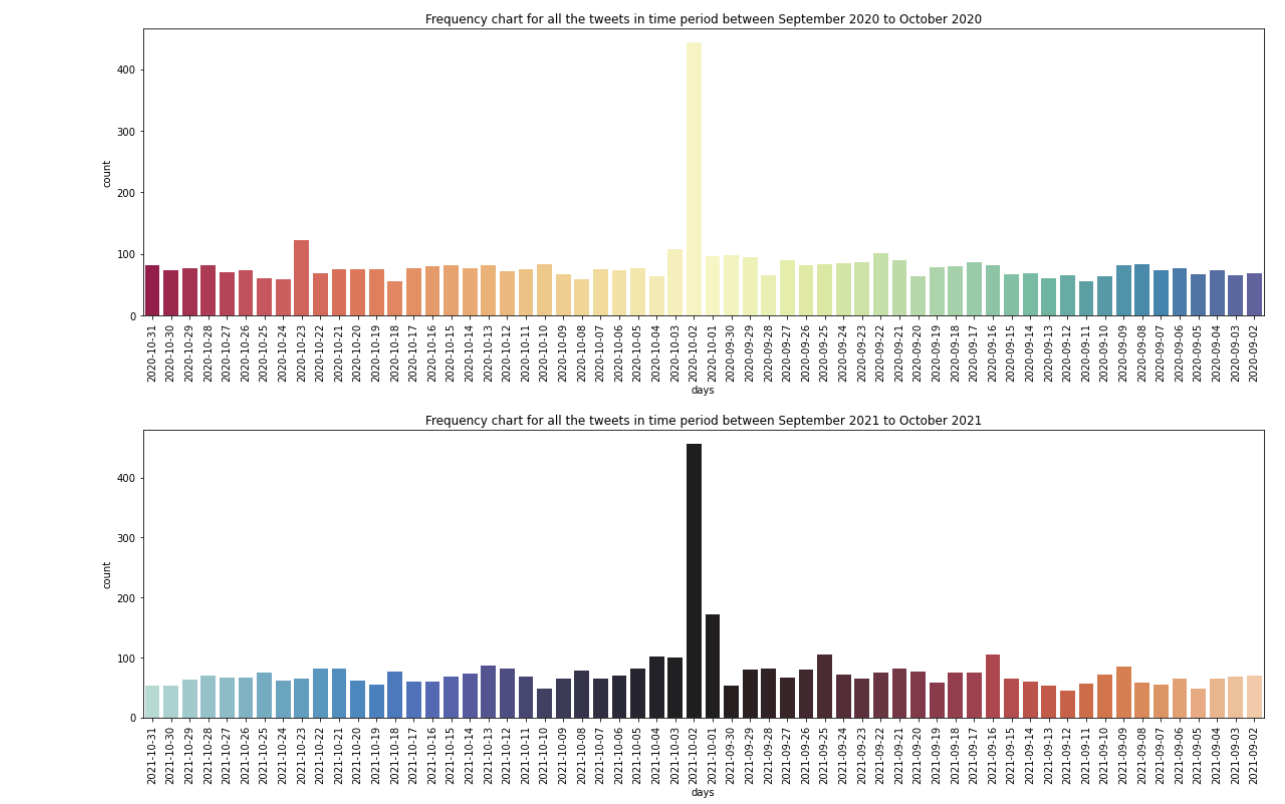 Frequency chart for all the tweets in time period between September 2020 to October 2020
400
300
200
100
0
count
2020-10-31 2020-10-30 2020-10-29 2020-10-28 2020-10-27 2020-10-26 2020-10-25 2020-10-24 2020-10-23 2020-10-22 2020-10-21 2020-10-20 2020-10-19 2020-10-18 2020-10-17 2020-10-16 2020-10-15 2020-10-14 2020-10-13 2020-10-12 2020-10-11 2020-10-10 2020-10-09 2020-10-08 2020-10-07 2020-10-06 2020-10-05 2020-10-04 2020-10-03 2020-10-02 2020-10-01 2020-09-30 2020-09-29 2020-09-28 2020-09-27 2020-09-26 2020-09-25 2020-09-24 2020-09-23 2020-09-22 2020-09-21 2020-09-20 2020-09-19 2020-09-18 2020-09-17 2020-09-16 2020-09-15 2020-09-14 2020-09-13 2020-09-12 2020-09-11 2020-09-10 2020-09-09 2020-09-08 2020-09-07 2020-09-06 2020-09-05 2020-09-04 2020-09-03 2020-09-02
days
Frequency chart for all the tweets in time period between September 2021 to October 2021
400
300
200
100
0
count
2021-10-31 2021-10-30 2021-10-29 2021-10-28 2021-10-27 2021-10-26 2021-10-25 2021-10-24 2021-10-23 2021-10-22 2021-10-21 2021-10-20 2021-10-19 2021-10-18 2021-10-17 2021-10-16 2021-10-15 2021-10-14 2021-10-13 2021-10-12 2021-10-11 2021-10-10 2021-10-09 2021-10-08 2021-10-07 2021-10-06 2021-10-05 2021-10-04 2021-10-03 2021-10-02 2021-10-01 2021-09-30 2021-09-29 2021-09-28 2021-09-27 2021-09-26 2021-09-25 2021-09-24 2021-09-23 2021-09-22 2021-09-21 2021-09-20 2021-09-19 2021-09-18 2021-09-17 2021-09-16 2021-09-15 2021-09-14 2021-09-13 2021-09-12 2021-09-11 2021-09-10 2021-09-09 2021-09-08 2021-09-07 2021-09-06 2021-09-05 2021-09-04 2021-09-03 2021-09-02
days